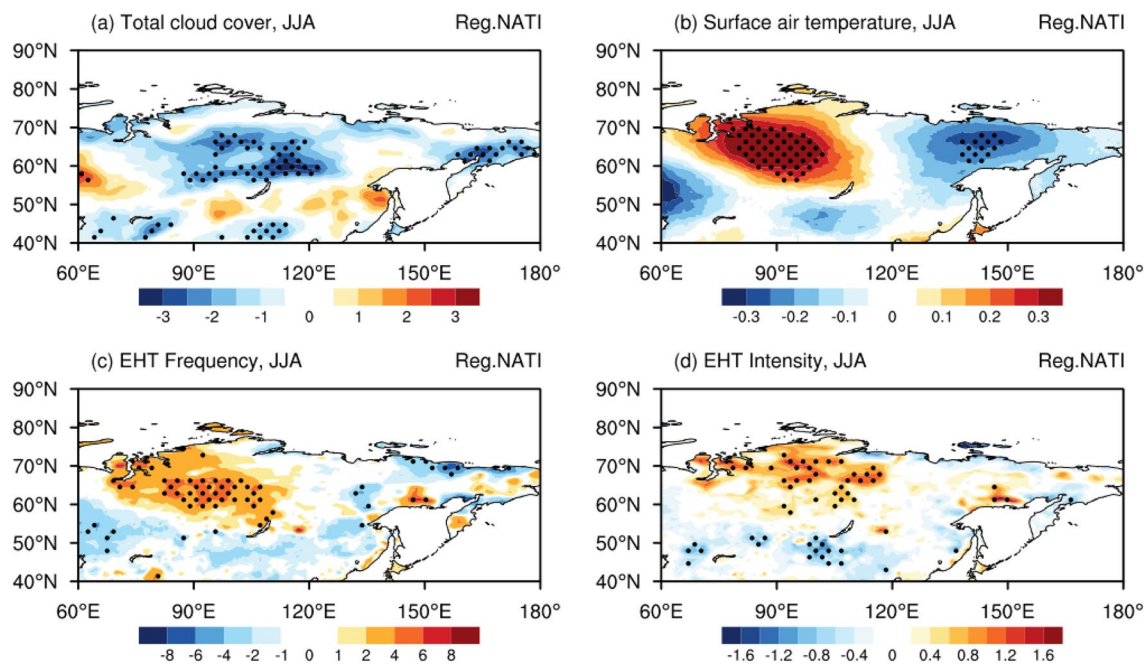 (a) Total cloud cover, JJA Reg.NATI
90°N
80°N
70°N
60°N
50°N
40°N
60°E 90°E 120°E 150°E 180°
-3 -2 -1 0 1 2 3
(b) Surface air temperature, JJA Reg.NATI
90°N
80°N
70°N
60°N
50°N
40°N
60°E 90°E 120°E 150°E 180°
-0.3 -0.2 -0.1 0 0.1 0.2 0.3
(c) EHT Frequency, JJA Reg.NATI
90°N
80°N
70°N
60°N
50°N
40°N
60°E 90°E 120°E 150°E 180°
-8 -6 -4 -2 -1 0 1 2 4 6 8
(d) EHT Intensity, JJA Reg.NATI
90°N
80°N
70°N
60°N
50°N
40°N
60°E 90°E 120°E 150°E 180°
-1.6 -1.2 -0.8 -0.4 0 0.4 0.8 1.2 1.6